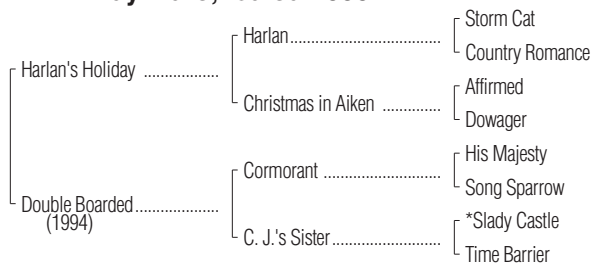 Storm Cat
Harlan
Country Romance
Harlan's Holiday
Affirmed
Christmas in Aiken
Dowager
His Majesty
Cormorant
Song Sparrow
Double Boarded
(1994)
*Slady Castle
C. J.'s Sister
Time Barrier